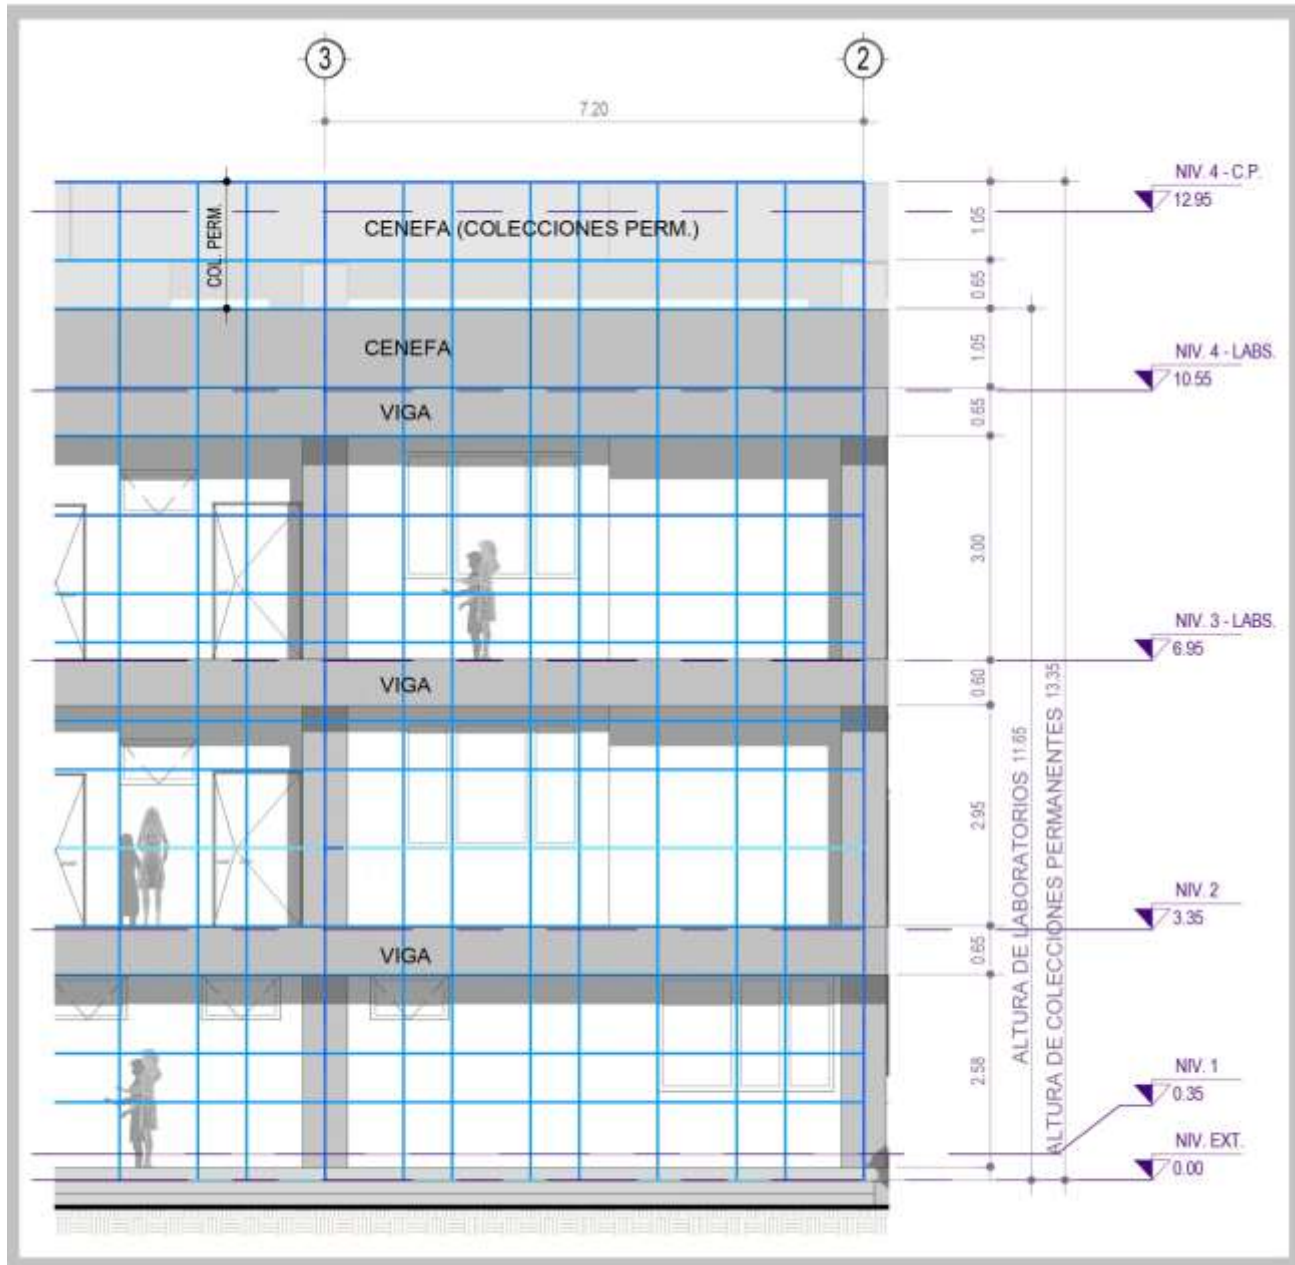 3
2
7.20
NIV. 4 - C.P.
12.95
COL. PERM.
CENEFA (COLECCIONES PERM.)
1.05
0.65
CENEFA
1.05
NIV. 4 - LABS.
10.55
VIGA
0.65
3.00
NIV. 3 - LABS.
6.95
VIGA
0.60
ALTURA DE LABORATORIOS 11.65
ALTURA DE COLECCIONES PERMANENTES 13.35
2.95
NIV. 2
3.35
VIGA
0.65
2.58
NIV. 1
0.35
NIV. EXT.
0.00